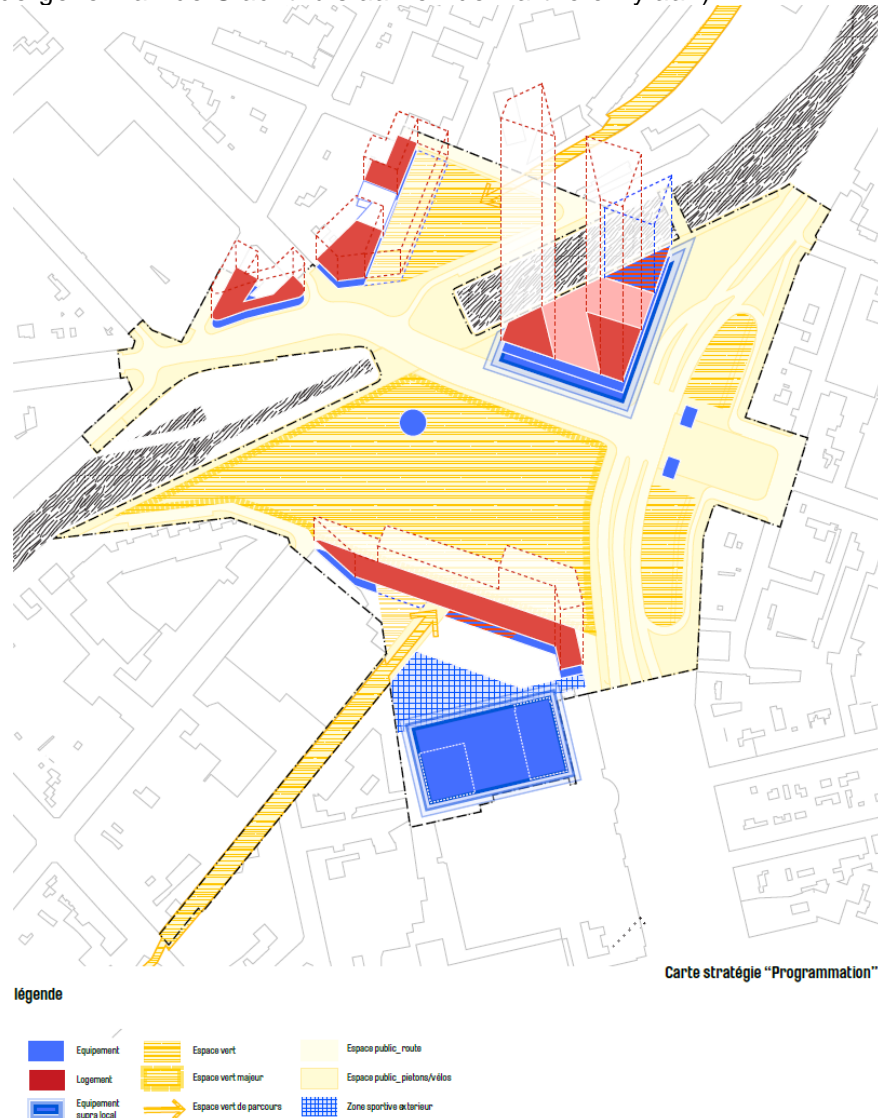 Carte stratégie "Programmation"
légende
Equipement
Espace vert
Espace public_route
Logement
Espace vert majeur
Espace public_pietons/vélos
Equipement
supra local
Espace vert de parcours
Zone sportive exterieur